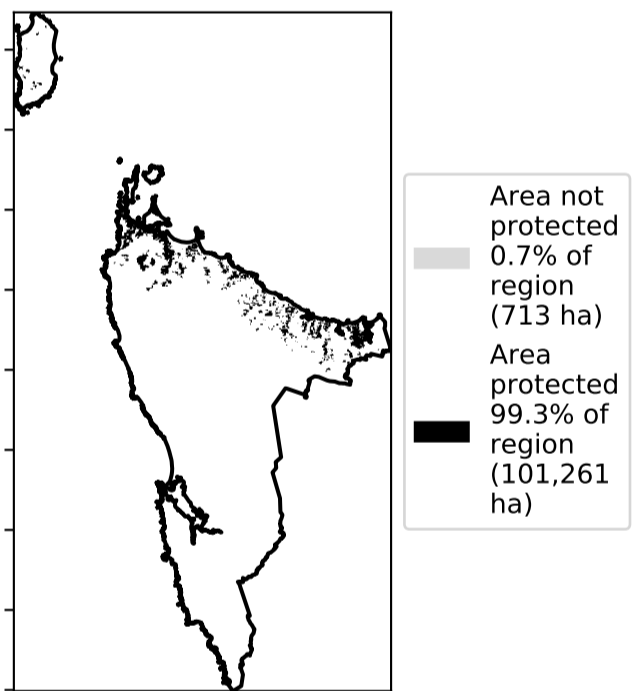 Area not
protected
0.7% of
region
(713 ha)
Area
protected
99.3% of
region
(101,261
ha)